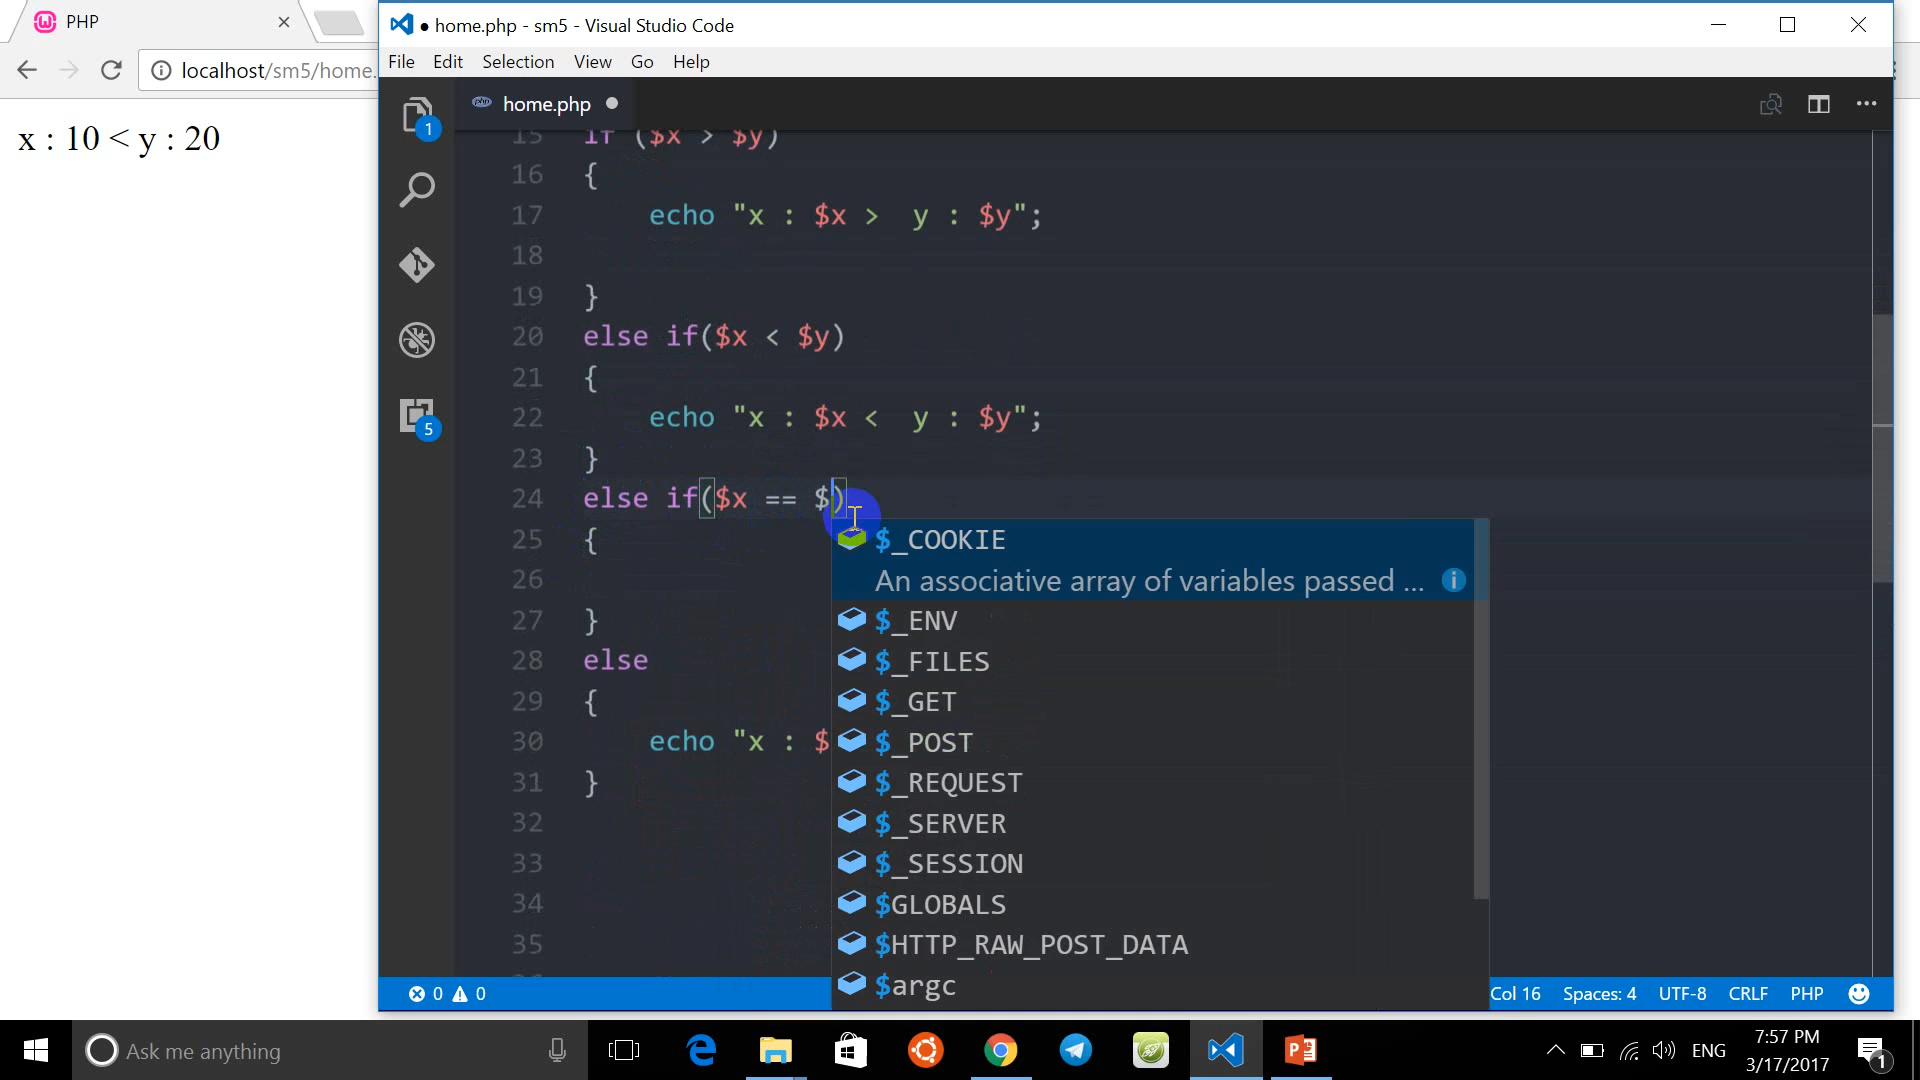 PHP
localhost/sm5/home.
x : 10 < y : 20
● home.php - sm5 - Visual Studio Code
File Edit Selection View Go Help
1
5
php home.php ●
15 if ($x > $y)
16 {
17 echo "x : $x >  y : $y";
18
19 }
20 else if($x < $y)
21 {
22 echo "x : $x <  y : $y";
23 }
24 else if($x == $)
25 {
26
27 }
28 else
29 {
30 echo "x : $
31 }
32
33
34
35
$_COOKIE
An associative array of variables passed ...
$_ENV
$_FILES
$_GET
$_POST
$_REQUEST
$_SERVER
$_SESSION
$GLOBALS
$HTTP_RAW_POST_DATA
$argc
0 0
Col 16 Spaces: 4 UTF-8 CRLF PHP
Ask me anything
ENG
7:57 PM
3/17/2017
1